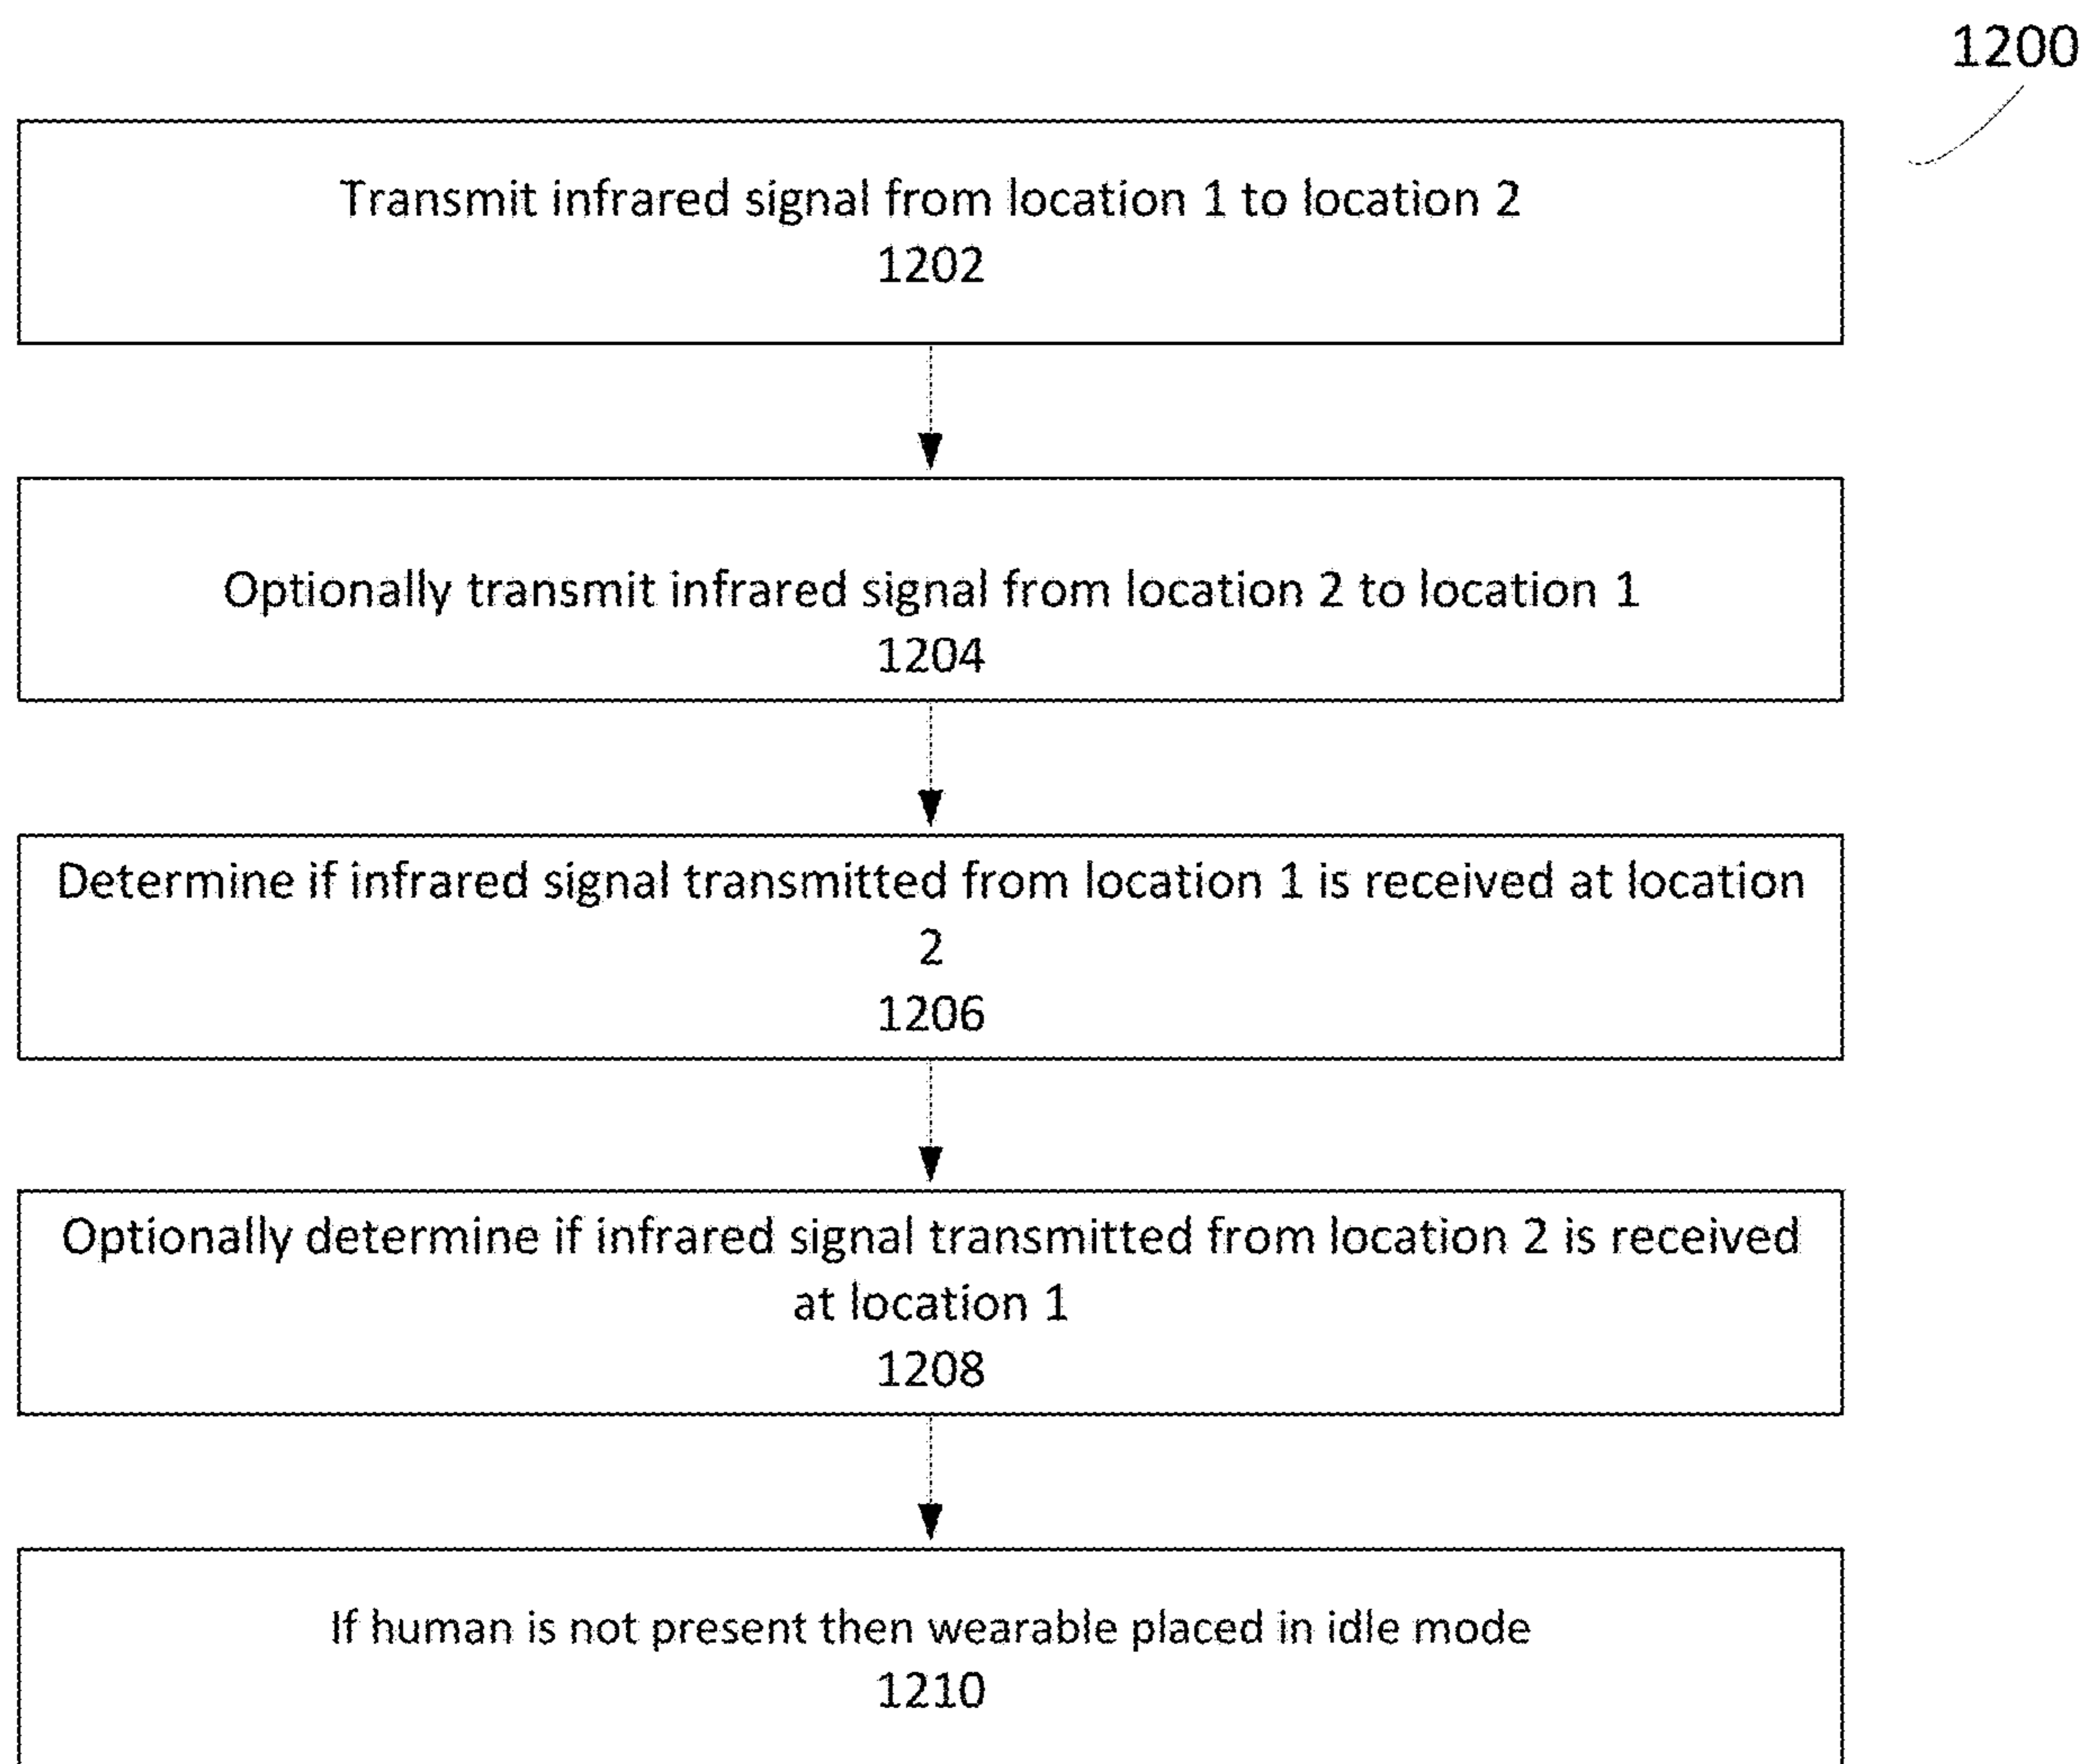 1200
Transmit infrared signal from location 1 to location 2
1202
Optionally transmit infrared signal from location 2 to location 1
1204
Determine if infrared signal transmitted from location 1 is received at location
2
1206
Optionally determine if infrared signal transmitted from location 2 is received
at location 1
1208
If human is not present then wearable placed in idle mode
1210